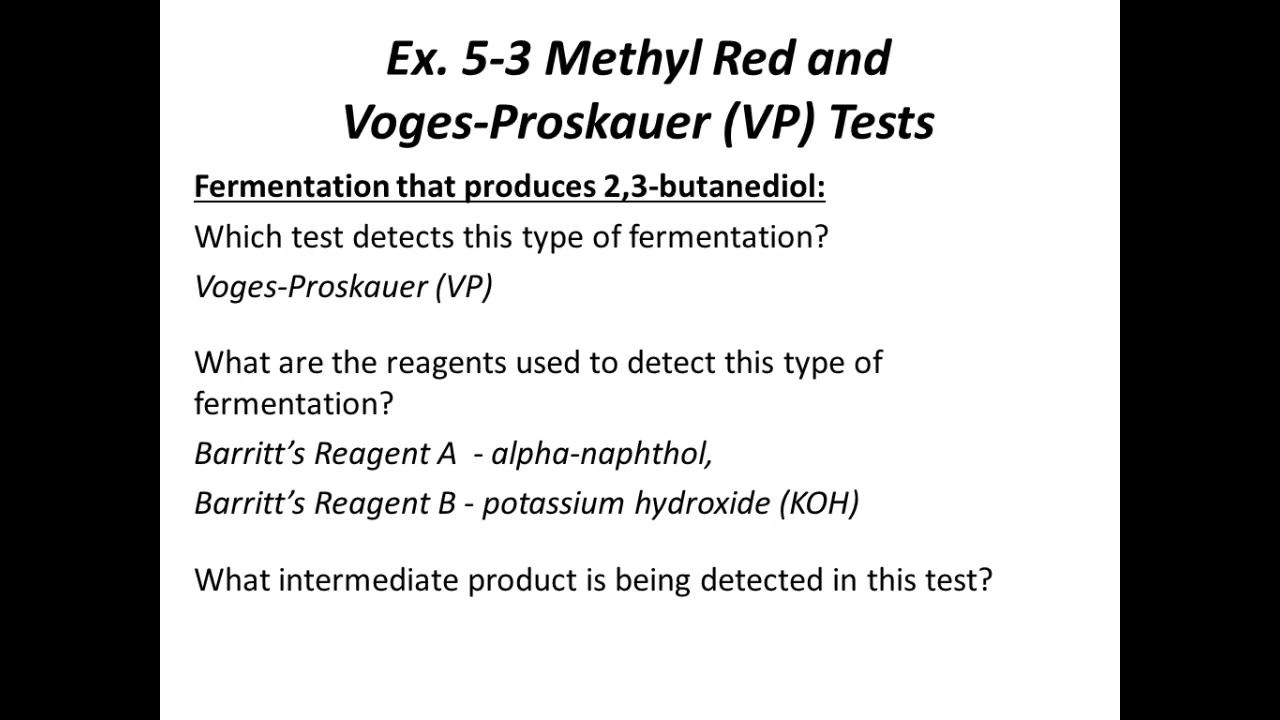 Ex. 5-3 Methyl Red and
Voges-Proskauer (VP) Tests
Fermentation that produces 2,3-butanediol:
Which test detects this type of fermentation?
Voges-Proskauer (VP)
What are the reagents used to detect this type of
fermentation?
Barritt’s Reagent A - alpha-naphthol,
Barritt’s Reagent B - potassium hydroxide (KOH)
What intermediate product is being detected in this test?